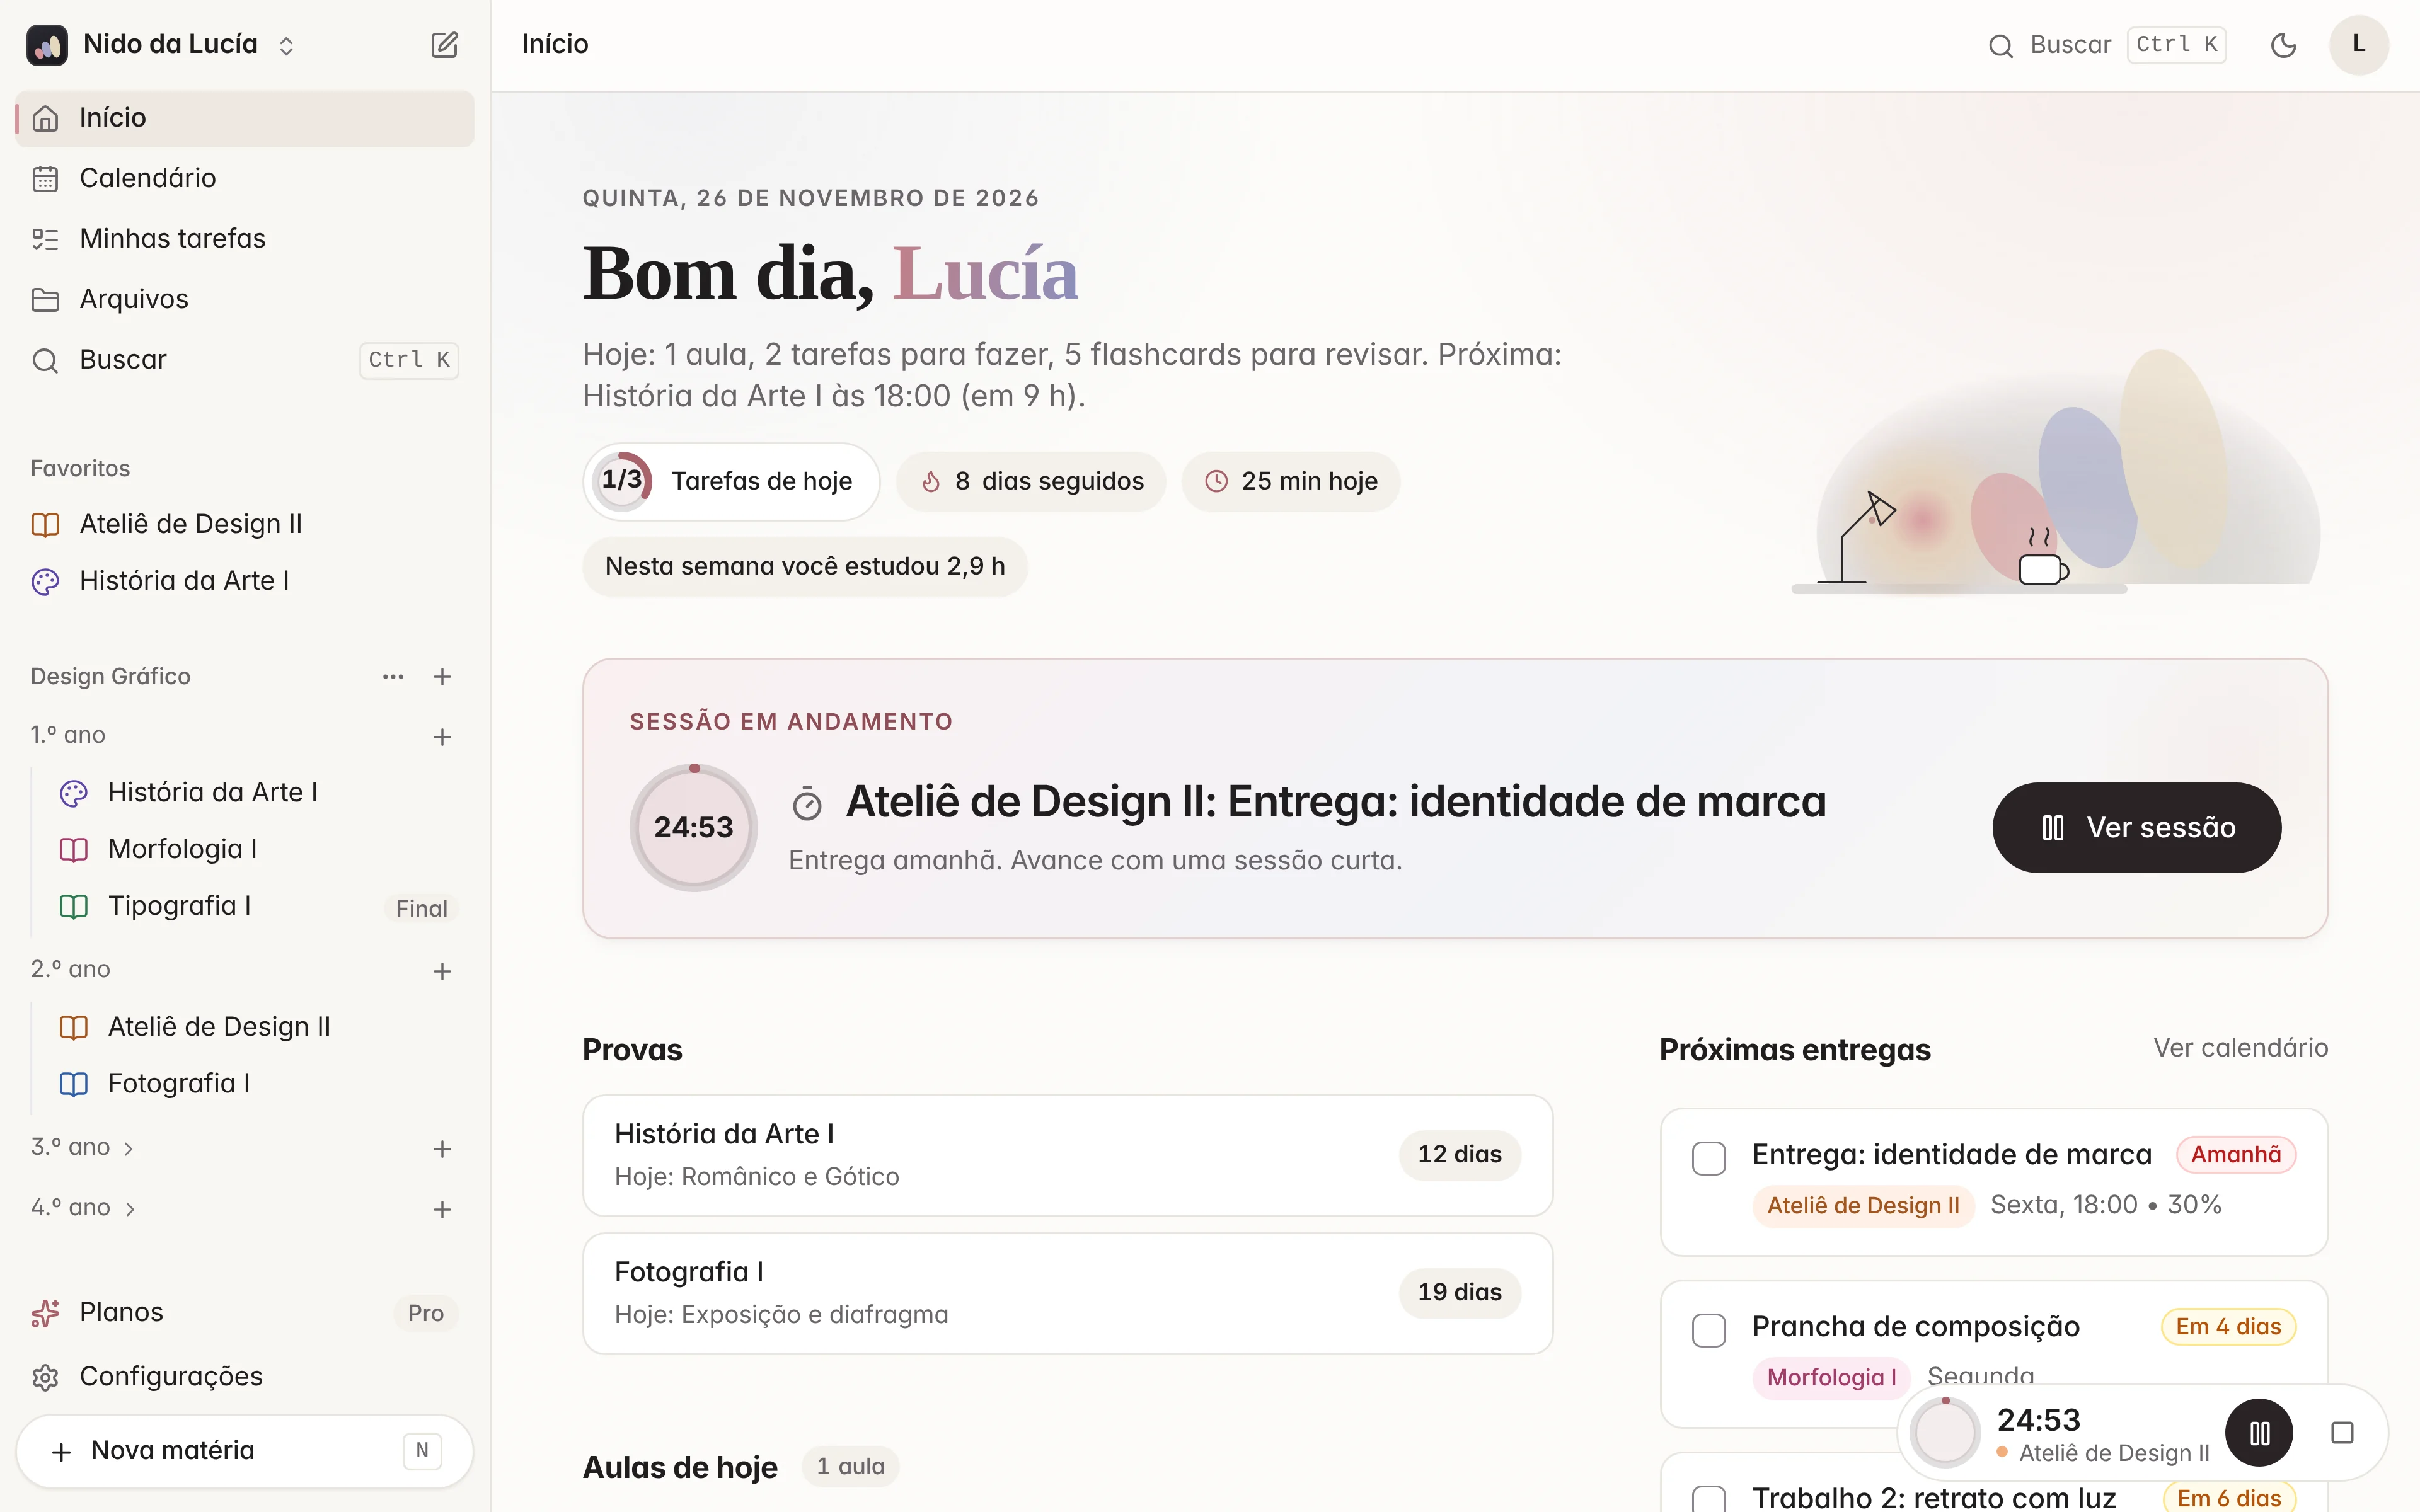 Nido da Lucía
Início
Calendário
Minhas tarefas
Arquivos
Buscar Ctrl K
Favoritos
Ateliê de Design II
História da Arte I
Design Gráfico
1.º ano
História da Arte I
Morfologia I
Tipografia I Final
2.º ano
Ateliê de Design II
Fotografia I
3.º ano
4.º ano
Planos Pro
Configurações
Nova matéria N
Início
Buscar Ctrl K
L
QUINTA, 26 DE NOVEMBRO DE 2026
Bom dia, Lucía
Hoje: 1 aula, 2 tarefas para fazer, 5 flashcards para revisar. Próxima:
História da Arte I às 18:00 (em 9 h).
1/3 Tarefas de hoje
8 dias seguidos
25 min hoje
Nesta semana você estudou 2,9 h
SESSÃO EM ANDAMENTO
24:53
Ateliê de Design II: Entrega: identidade de marca
Entrega amanhã. Avance com uma sessão curta.
Ver sessão
Provas
História da Arte I
Hoje: Românico e Gótico
12 dias
Fotografia I
Hoje: Exposição e diafragma
19 dias
Aulas de hoje 1 aula
Próximas entregas
Ver calendário
Entrega: identidade de marca Amanhã
Ateliê de Design II Sexta, 18:00 • 30%
Prancha de composição Em 4 dias
Morfologia I Segunda
Trabalho 2: retrato com luz Em 6 dias
24:53
Ateliê de Design II